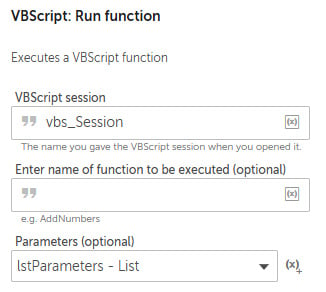 VBScript: Run function
Executes a VBScript function
VBScript session
vbs_Session
(x)
The name you gave the VBScript session when you opened it.
Enter name of function to be executed (optional)
(x)
e.g. AddNumbers
Parameters (optional)
lstParameters - List
(x)+